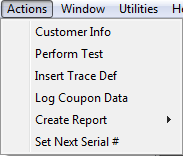 Actions Window Utilities
Customer Info
Perform Test
Insert Trace Def
Log Coupon Data
Create Report
Set Next Serial #